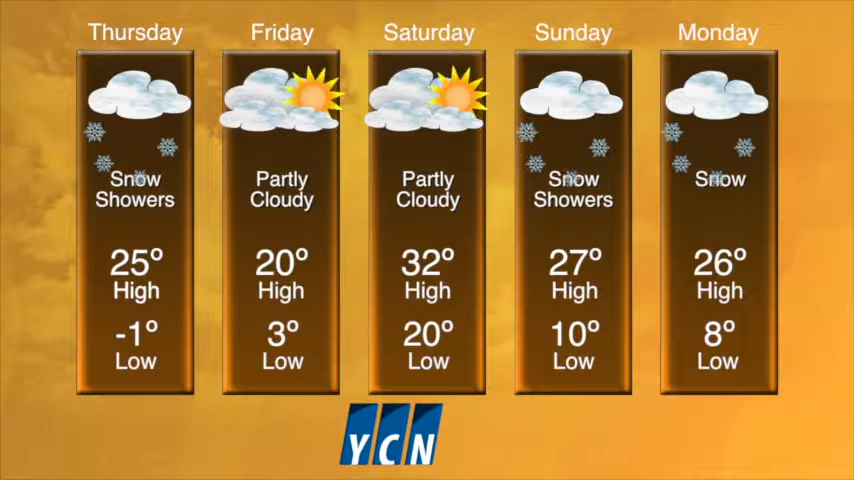 Thursday
Friday
Saturday
Sunday
Monday
Snow
Showers
25º
High
-1º
Low
Partly
Cloudy
20º
High
3º
Low
Partly
Cloudy
32º
High
20º
Low
Snow
Showers
27º
High
10º
Low
Snow
26º
High
8º
Low
YCN